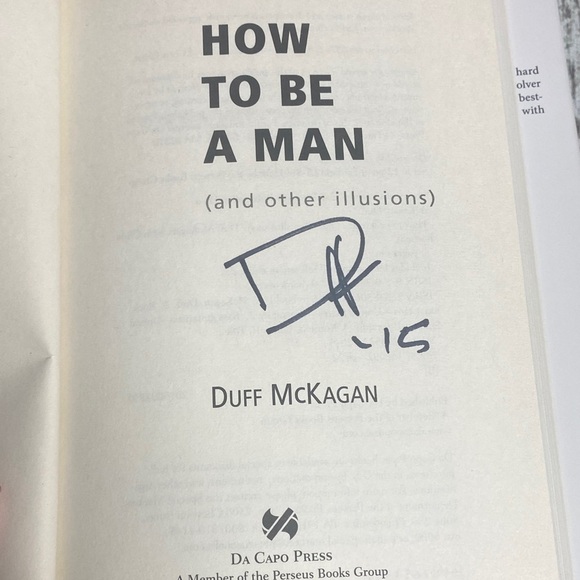 HOW
TO BE
A MAN
(and other illusions)
Duff
-15
DUFF MCKAGAN
DA CAPO PRESS
A Member of the Perseus Books Group
hard
olver
best-
with